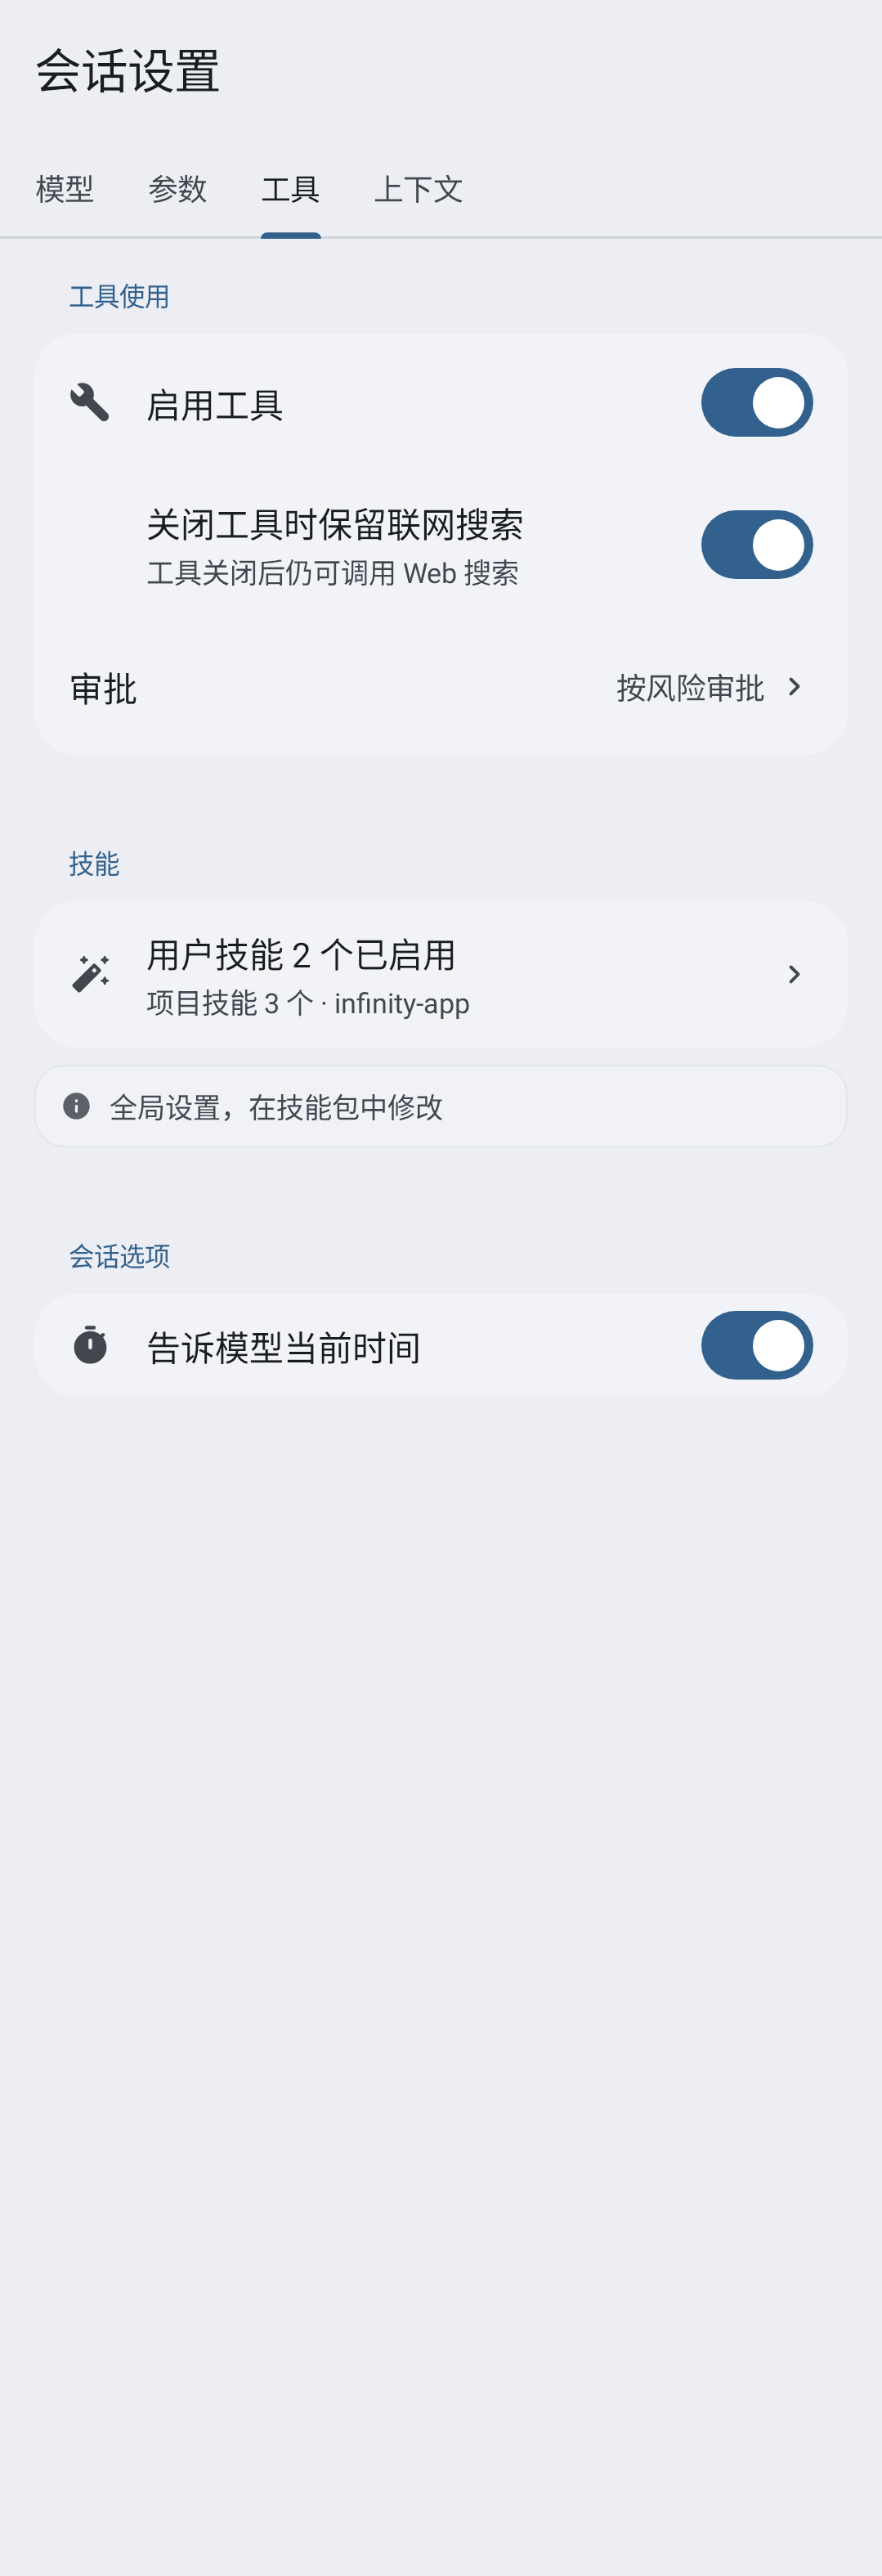 会话设置
模型
参数
工具
上下文
工具使用
启用工具
关闭工具时保留联网搜索
工具关闭后仍可调用 Web 搜索
审批
按风险审批
技能
用户技能 2 个已启用
项目技能 3 个 · infinity-app
全局设置，在技能包中修改
会话选项
告诉模型当前时间